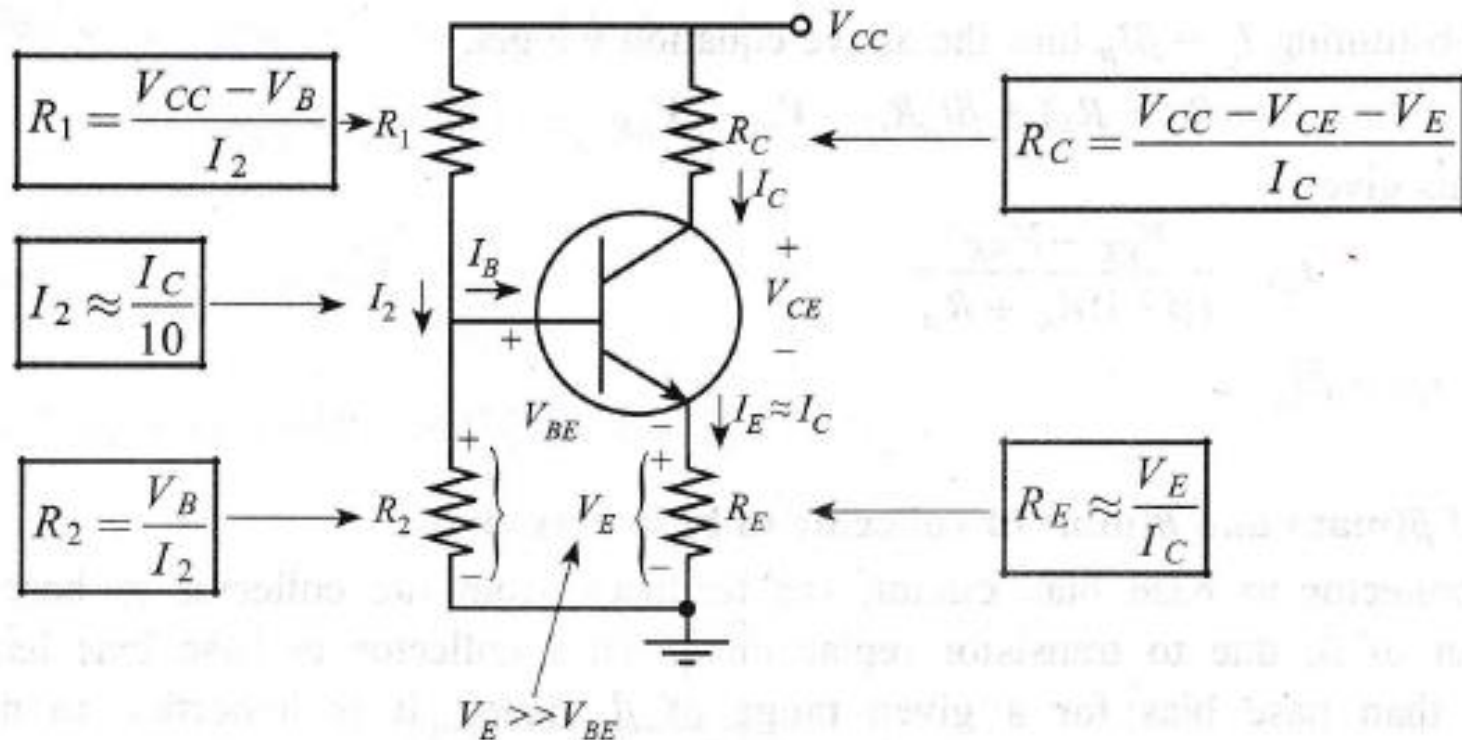 V_CC
R_1 = (V_CC − V_B) / I_2
R_1
R_C
R_C = (V_CC − V_CE − V_E) / I_C
I_C
I_2 ≈ I_C / 10
I_2
I_B
+
+
V_CE
−
V_BE
−
I_E ≈ I_C
R_2 = V_B / I_2
R_2
+
−
V_E
+
−
R_E
R_E ≈ V_E / I_C
V_E >> V_BE